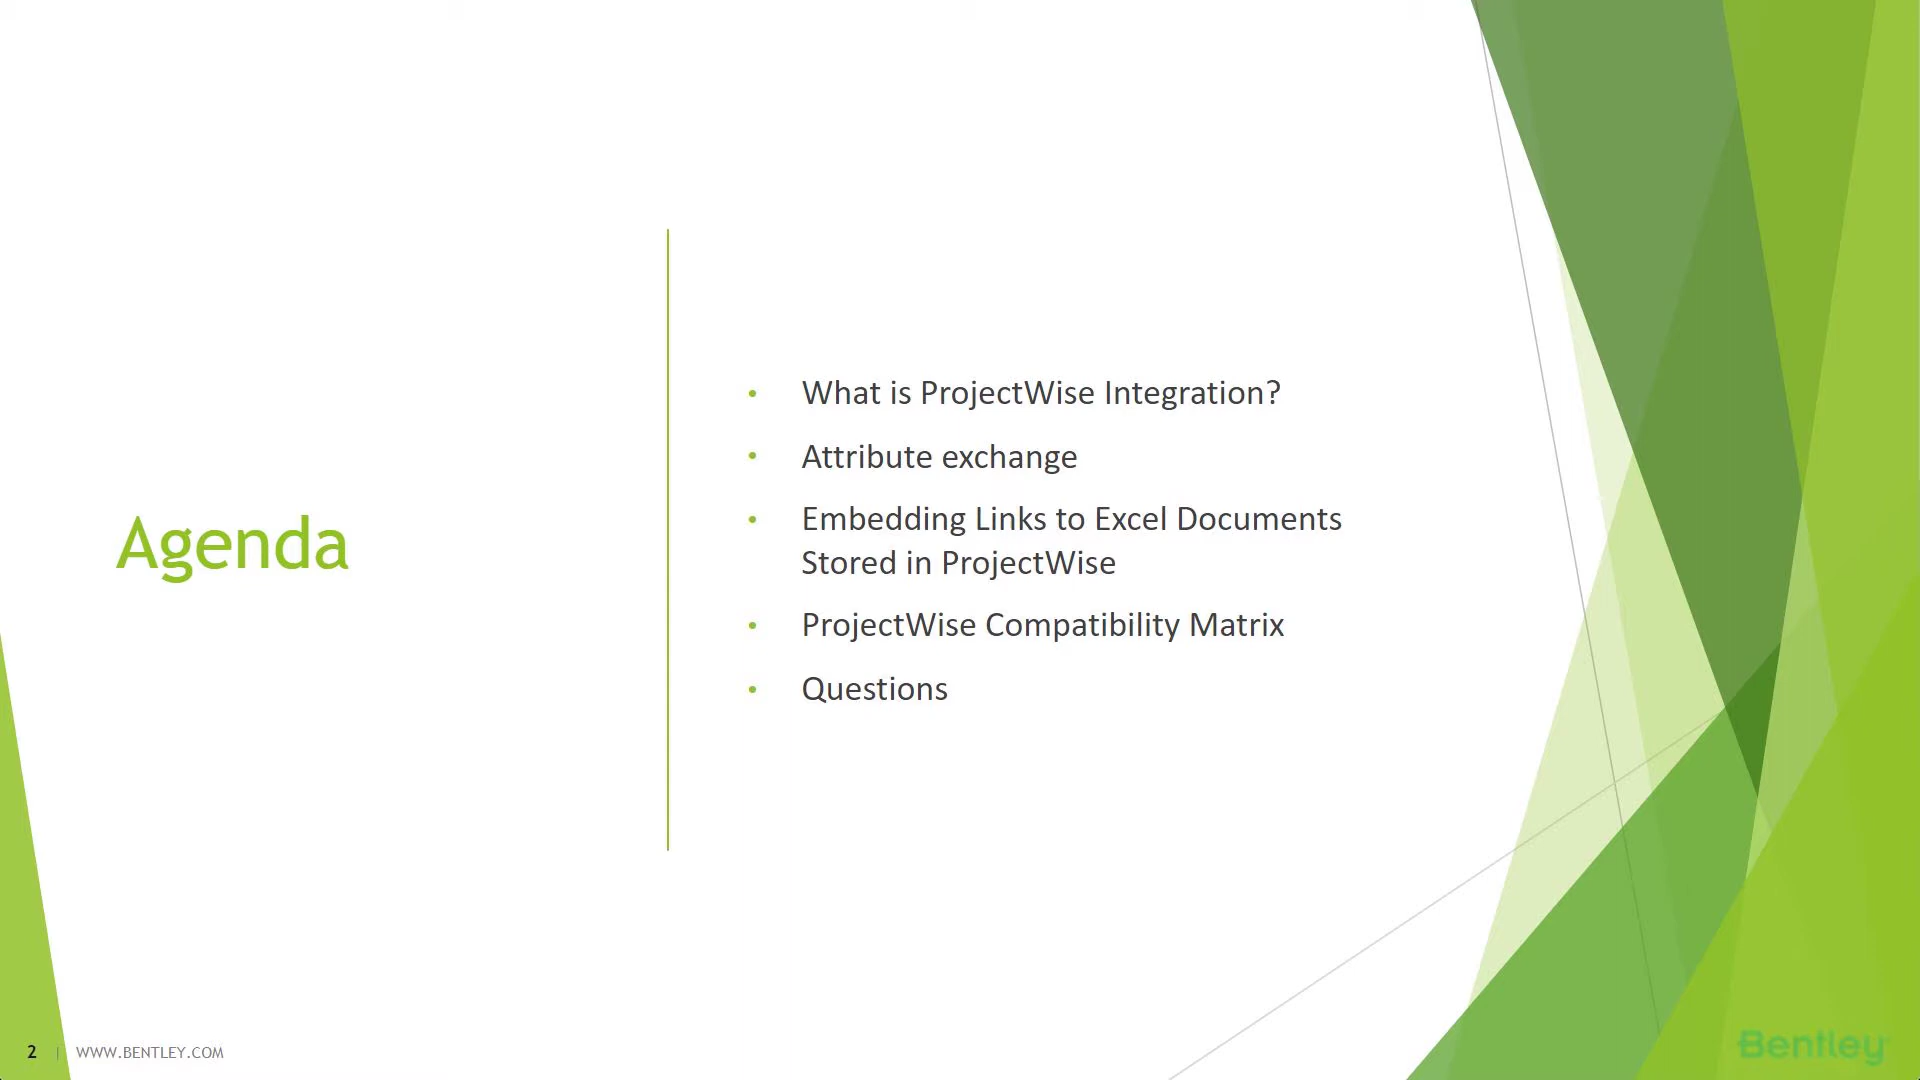 Agenda
• What is ProjectWise Integration?
• Attribute exchange
• Embedding Links to Excel Documents
Stored in ProjectWise
• ProjectWise Compatibility Matrix
• Questions
2 | WWW.BENTLEY.COM
Bentley